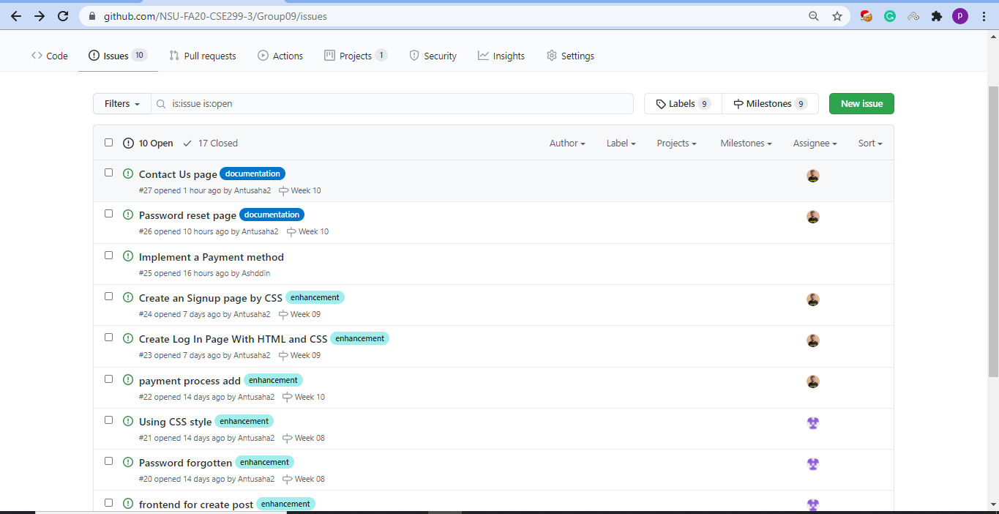 github.com/NSU-FA20-CSE299-3/Group09/issues
P
Code Issues 10 Pull requests Actions Projects 1 Security Insights Settings
Filters is:issue is:open Labels 9 Milestones 9 New issue
10 Open 17 Closed Author Label Projects Milestones Assignee Sort
Contact Us page documentation
#27 opened 1 hour ago by Antusaha2 Week 10
Password reset page documentation
#26 opened 10 hours ago by Antusaha2 Week 10
Implement a Payment method
#25 opened 16 hours ago by Ashddin
Create an Signup page by CSS enhancement
#24 opened 7 days ago by Antusaha2 Week 09
Create Log In Page With HTML and CSS enhancement
#23 opened 7 days ago by Antusaha2 Week 09
payment process add enhancement
#22 opened 14 days ago by Antusaha2 Week 10
Using CSS style enhancement
#21 opened 14 days ago by Antusaha2 Week 08
Password forgotten enhancement
#20 opened 14 days ago by Antusaha2 Week 08
frontend for create post enhancement